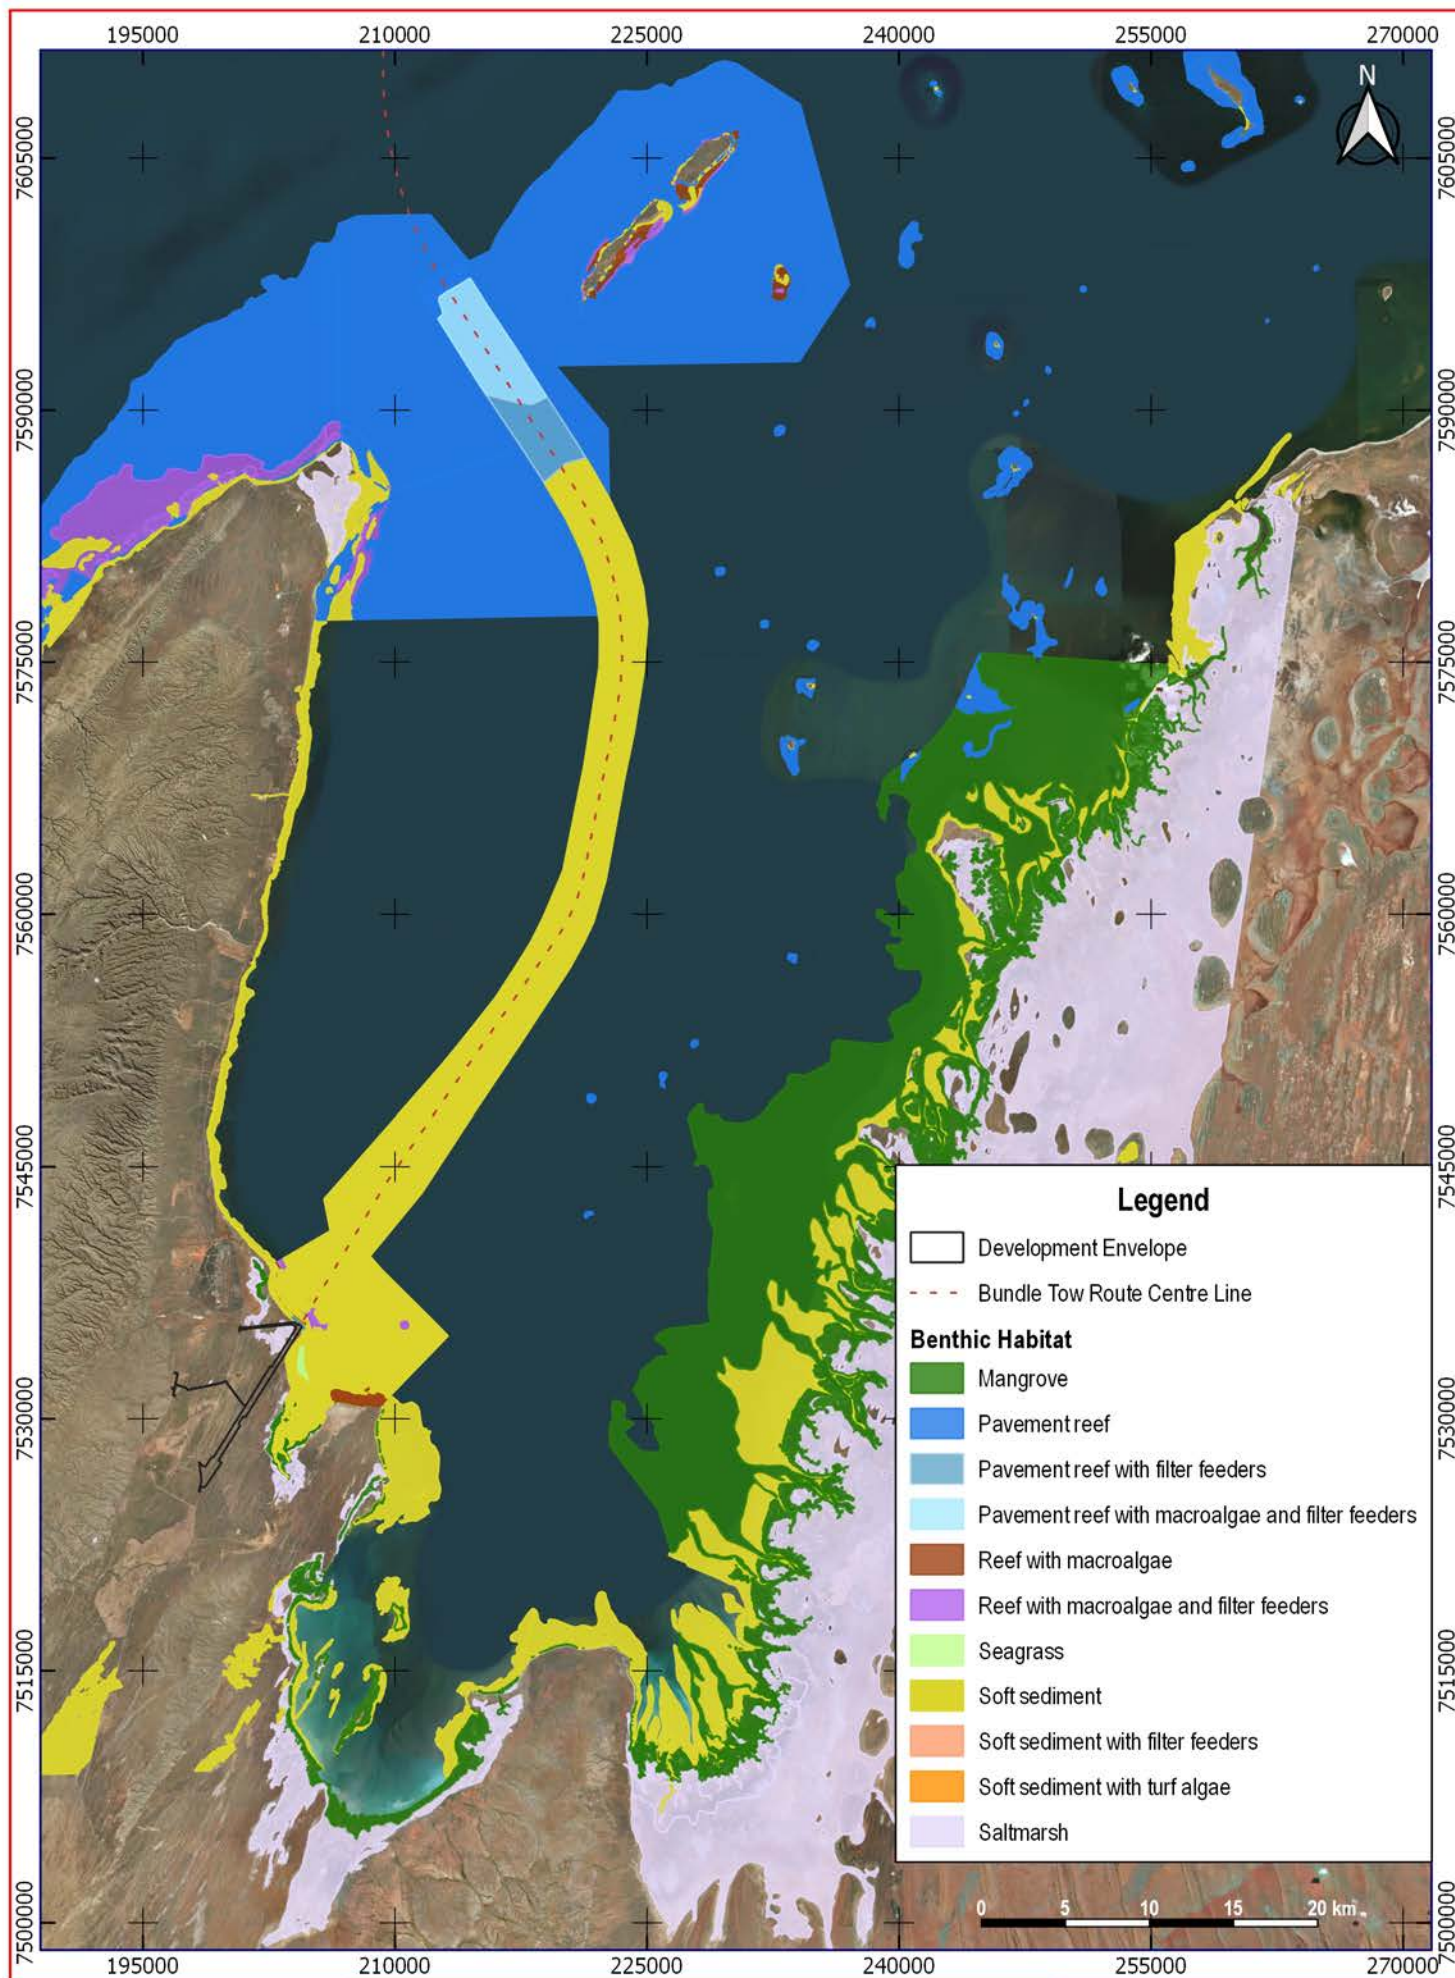 195000 210000 225000 240000 255000 270000
N
7605000 7605000
7590000 7590000
7575000 7575000
7560000 7560000
7545000 7545000
7530000 7530000
7515000 7515000
7500000 7500000
Legend
Development Envelope
Bundle Tow Route Centre Line
Benthic Habitat
Mangrove
Pavement reef
Pavement reef with filter feeders
Pavement reef with macroalgae and filter feeders
Reef with macroalgae
Reef with macroalgae and filter feeders
Seagrass
Soft sediment
Soft sediment with filter feeders
Soft sediment with turf algae
Saltmarsh
0 5 10 15 20 km
195000 210000 225000 240000 255000 270000